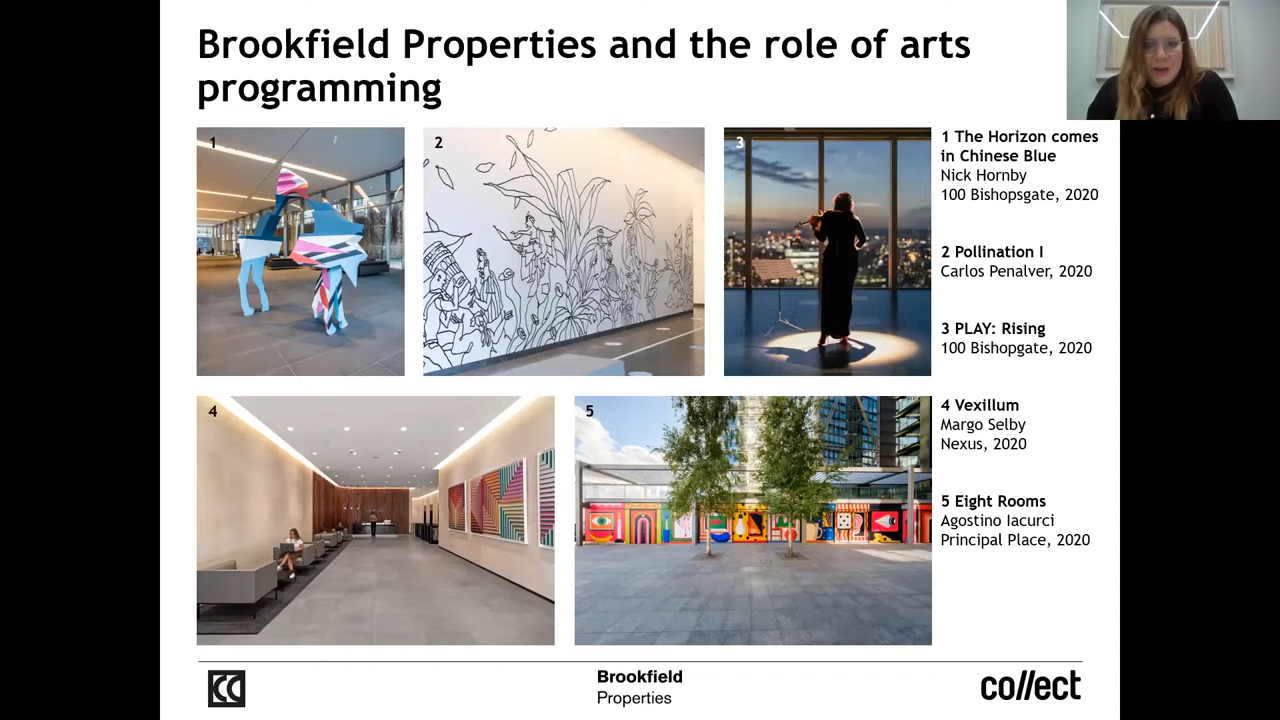 Brookfield Properties and the role of arts
programming
1
2
3
1 The Horizon comes
in Chinese Blue
Nick Hornby
100 Bishopsgate, 2020
2 Pollination I
Carlos Penalver, 2020
3 PLAY: Rising
100 Bishopgate, 2020
4
5
4 Vexillum
Margo Selby
Nexus, 2020
5 Eight Rooms
Agostino Iacurci
Principal Place, 2020
CC
Brookfield
Properties
collect